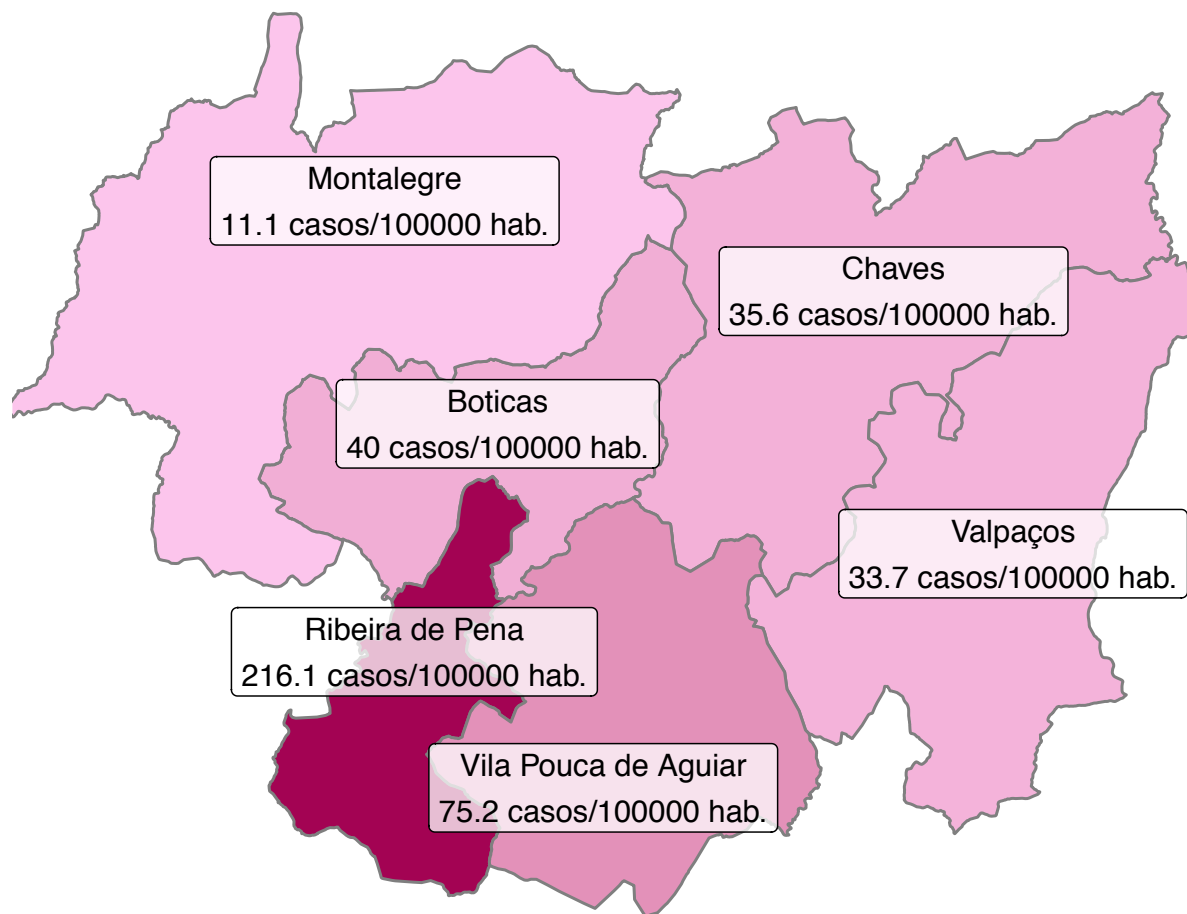 Montalegre
11.1 casos/100000 hab.
Chaves
35.6 casos/100000 hab.
Boticas
40 casos/100000 hab.
Valpaços
33.7 casos/100000 hab.
Ribeira de Pena
216.1 casos/100000 hab.
Vila Pouca de Aguiar
75.2 casos/100000 hab.